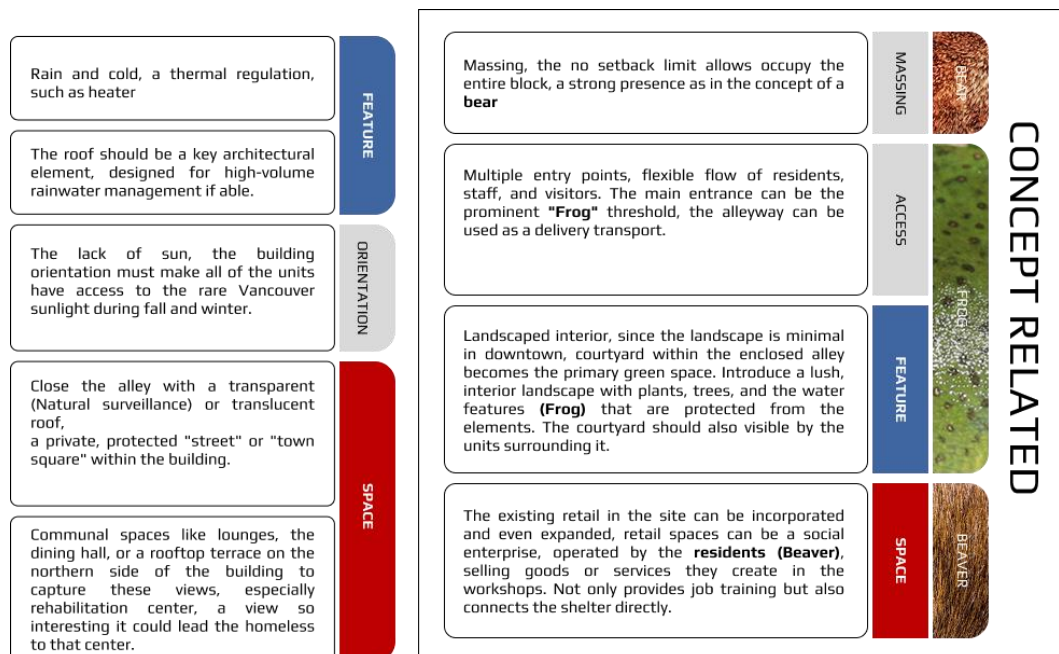 Rain and cold, a thermal regulation,
such as heater
The roof should be a key architectural
element, designed for high-volume
rainwater management if able.
FEATURE
The lack of sun, the building
orientation must make all of the units
have access to the rare Vancouver
sunlight during fall and winter.
ORIENTATION
Close the alley with a transparent
(Natural surveillance) or translucent
roof,
a private, protected "street" or "town
square" within the building.
Communal spaces like lounges, the
dining hall, or a rooftop terrace on the
northern side of the building to
capture these views, especially
rehabilitation center, a view so
interesting it could lead the homeless
to that center.
SPACE
Massing, the no setback limit allows occupy the
entire block, a strong presence as in the concept of a
bear
MASSING
BEAR
Multiple entry points, flexible flow of residents,
staff, and visitors. The main entrance can be the
prominent "Frog" threshold, the alleyway can be
used as a delivery transport.
ACCESS
Landscaped interior, since the landscape is minimal
in downtown, courtyard within the enclosed alley
becomes the primary green space. Introduce a lush,
interior landscape with plants, trees, and the water
features (Frog) that are protected from the
elements. The courtyard should also visible by the
units surrounding it.
FEATURE
FROG
The existing retail in the site can be incorporated
and even expanded, retail spaces can be a social
enterprise, operated by the residents (Beaver),
selling goods or services they create in the
workshops. Not only provides job training but also
connects the shelter directly.
SPACE
BEAVER
CONCEPT RELATED